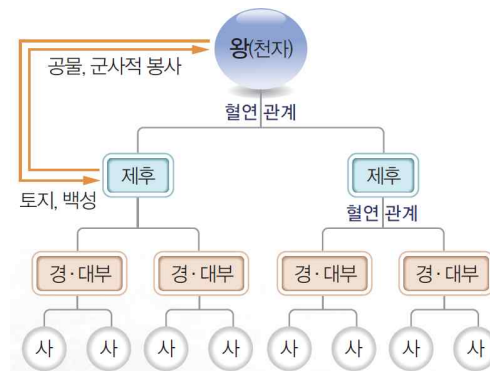 왕(천자)
공물, 군사적 봉사
혈연 관계
제후 제후
토지, 백성
혈연 관계
경·대부 경·대부 경·대부 경·대부
사 사 사 사 사 사 사 사